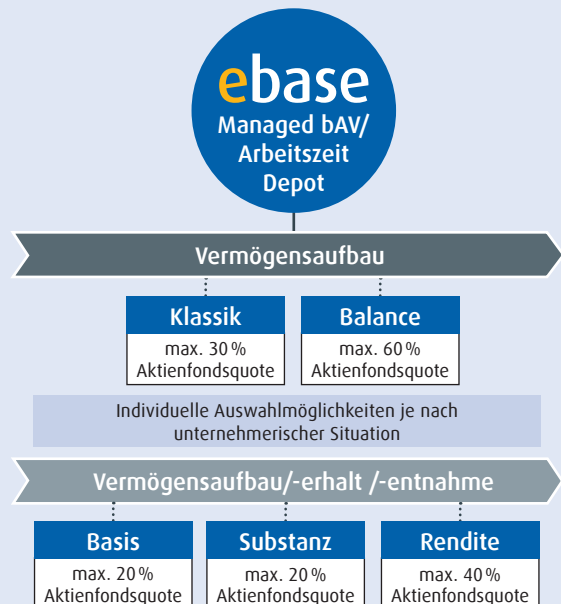 ebase
Managed bAV/
Arbeitszeit
Depot
Vermögensaufbau
Klassik
max. 30 %
Aktienfondsquote
Balance
max. 60 %
Aktienfondsquote
Individuelle Auswahlmöglichkeiten je nach
unternehmerischer Situation
Vermögensaufbau/-erhalt /-entnahme
Basis
max. 20 %
Aktienfondsquote
Substanz
max. 20 %
Aktienfondsquote
Rendite
max. 40 %
Aktienfondsquote